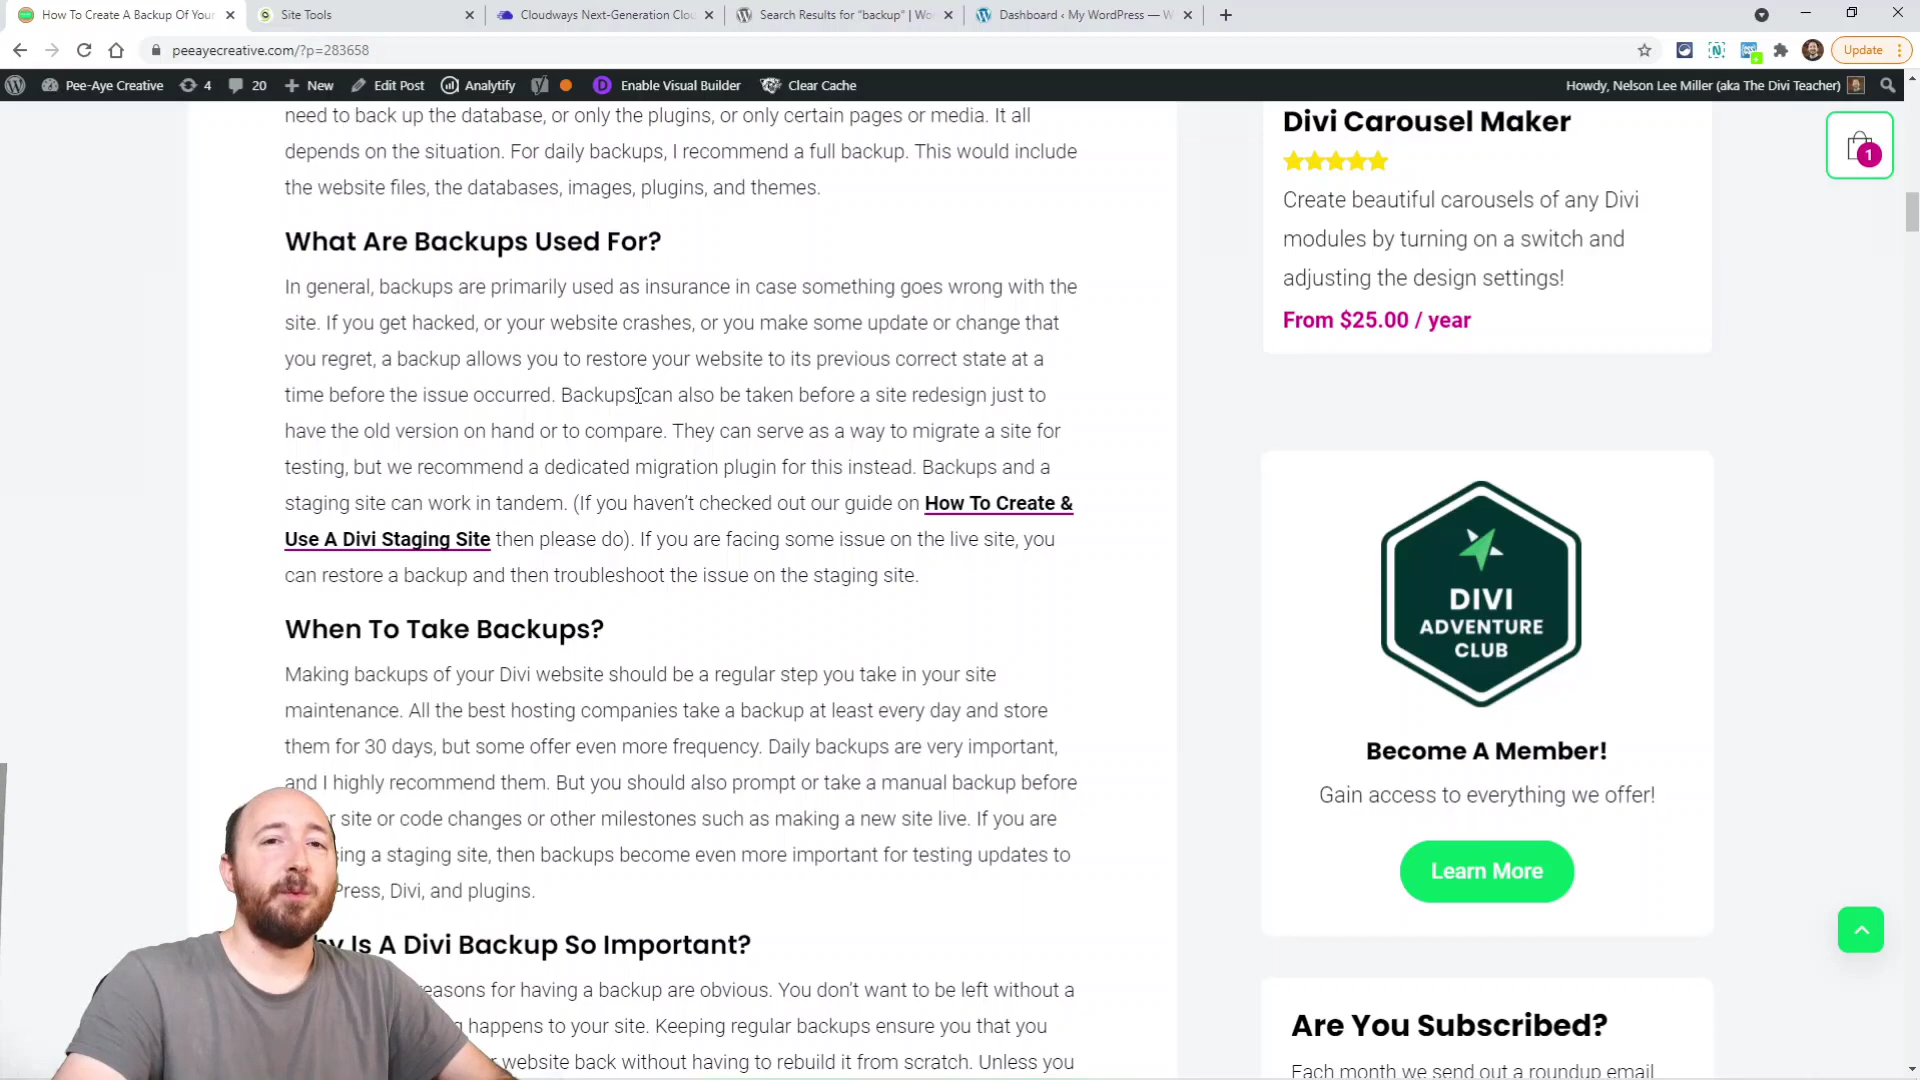 How To Create A Backup Of Your
Site Tools
Cloudways Next-Generation Clou
Search Results for “backup” | Wo
Dashboard ‹ My WordPress — W
peeayecreative.com/?p=283658
Update
Pee-Aye Creative
4
20
New
Edit Post
Analytify
Enable Visual Builder
Clear Cache
Howdy, Nelson Lee Miller (aka The Divi Teacher)
need to back up the database, or only the plugins, or only certain pages or media. It all
depends on the situation. For daily backups, I recommend a full backup. This would include
the website files, the databases, images, plugins, and themes.
What Are Backups Used For?
In general, backups are primarily used as insurance in case something goes wrong with the
site. If you get hacked, or your website crashes, or you make some update or change that
you regret, a backup allows you to restore your website to its previous correct state at a
time before the issue occurred. Backups can also be taken before a site redesign just to
have the old version on hand or to compare. They can serve as a way to migrate a site for
testing, but we recommend a dedicated migration plugin for this instead. Backups and a
staging site can work in tandem. (If you haven’t checked out our guide on How To Create &
Use A Divi Staging Site then please do). If you are facing some issue on the live site, you
can restore a backup and then troubleshoot the issue on the staging site.
When To Take Backups?
Making backups of your Divi website should be a regular step you take in your site
maintenance. All the best hosting companies take a backup at least every day and store
them for 30 days, but some offer even more frequency. Daily backups are very important,
and I highly recommend them. But you should also prompt or take a manual backup before
site or code changes or other milestones such as making a new site live. If you are
a staging site, then backups become even more important for testing updates to
Press, Divi, and plugins.
Is A Divi Backup So Important?
reasons for having a backup are obvious. You don’t want to be left without a
happens to your site. Keeping regular backups ensure you that you
website back without having to rebuild it from scratch. Unless you
Divi Carousel Maker
Create beautiful carousels of any Divi
modules by turning on a switch and
adjusting the design settings!
From $25.00 / year
1
DIVI
ADVENTURE
CLUB
Become A Member!
Gain access to everything we offer!
Learn More
Are You Subscribed?
Each month we send out a roundup email